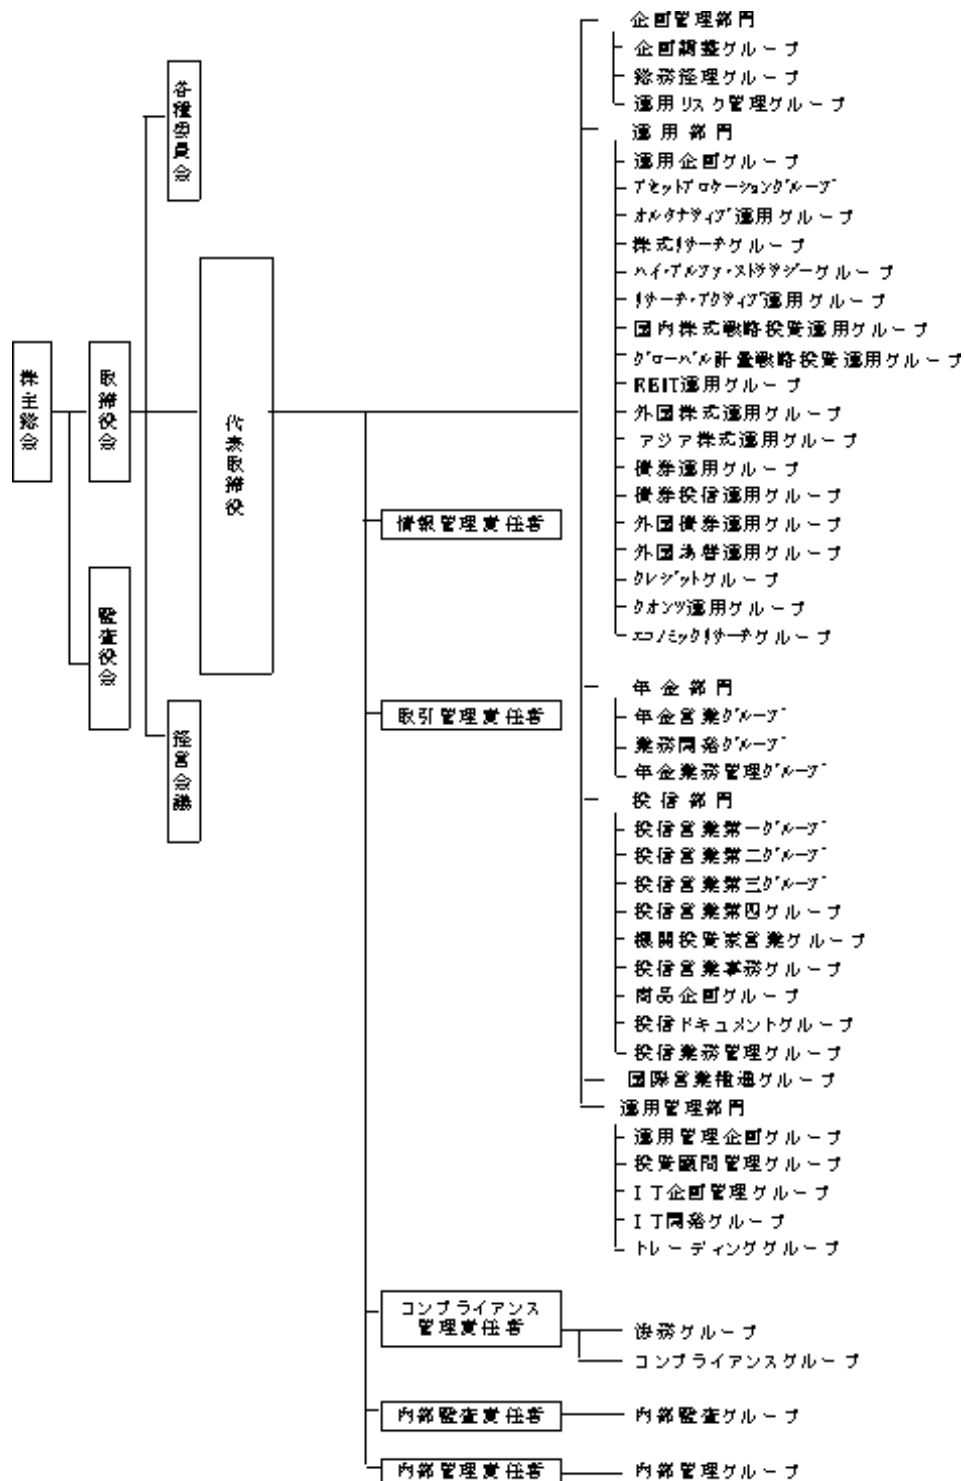 株主総会
取締役会
監査役会
各種委員会
経営会議
代表取締役
企画管理部門
企画調整グループ
総務経理グループ
運用リスク管理グループ
運用部門
運用企画グループ
アセットアロケーショングループ
オルタナティブ運用グループ
株式リサーチグループ
ハイ・アルファ・ストラテジーグループ
リサーチ・アクティブ運用グループ
国内株式戦略投資運用グループ
グローバル計量戦略投資運用グループ
REIT運用グループ
外国株式運用グループ
アジア株式運用グループ
債券運用グループ
債券投信運用グループ
外国債券運用グループ
外国為替運用グループ
クレジットグループ
クオンツ運用グループ
エコノミックリサーチグループ
情報管理責任者
年金部門
取引管理責任者
年金営業グループ
業務開発グループ
年金業務管理グループ
投信部門
投信営業第一グループ
投信営業第二グループ
投信営業第三グループ
投信営業第四グループ
機関投資家営業グループ
投信営業事務グループ
商品企画グループ
投信ドキュメントグループ
投信業務管理グループ
国際営業推進グループ
運用管理部門
運用管理企画グループ
投資顧問管理グループ
ＩＴ企画管理グループ
ＩＴ開発グループ
トレーディンググループ
コンプライアンス
管理責任者
法務グループ
コンプライアンスグループ
内部監査責任者
内部監査グループ
内部管理責任者
内部管理グループ